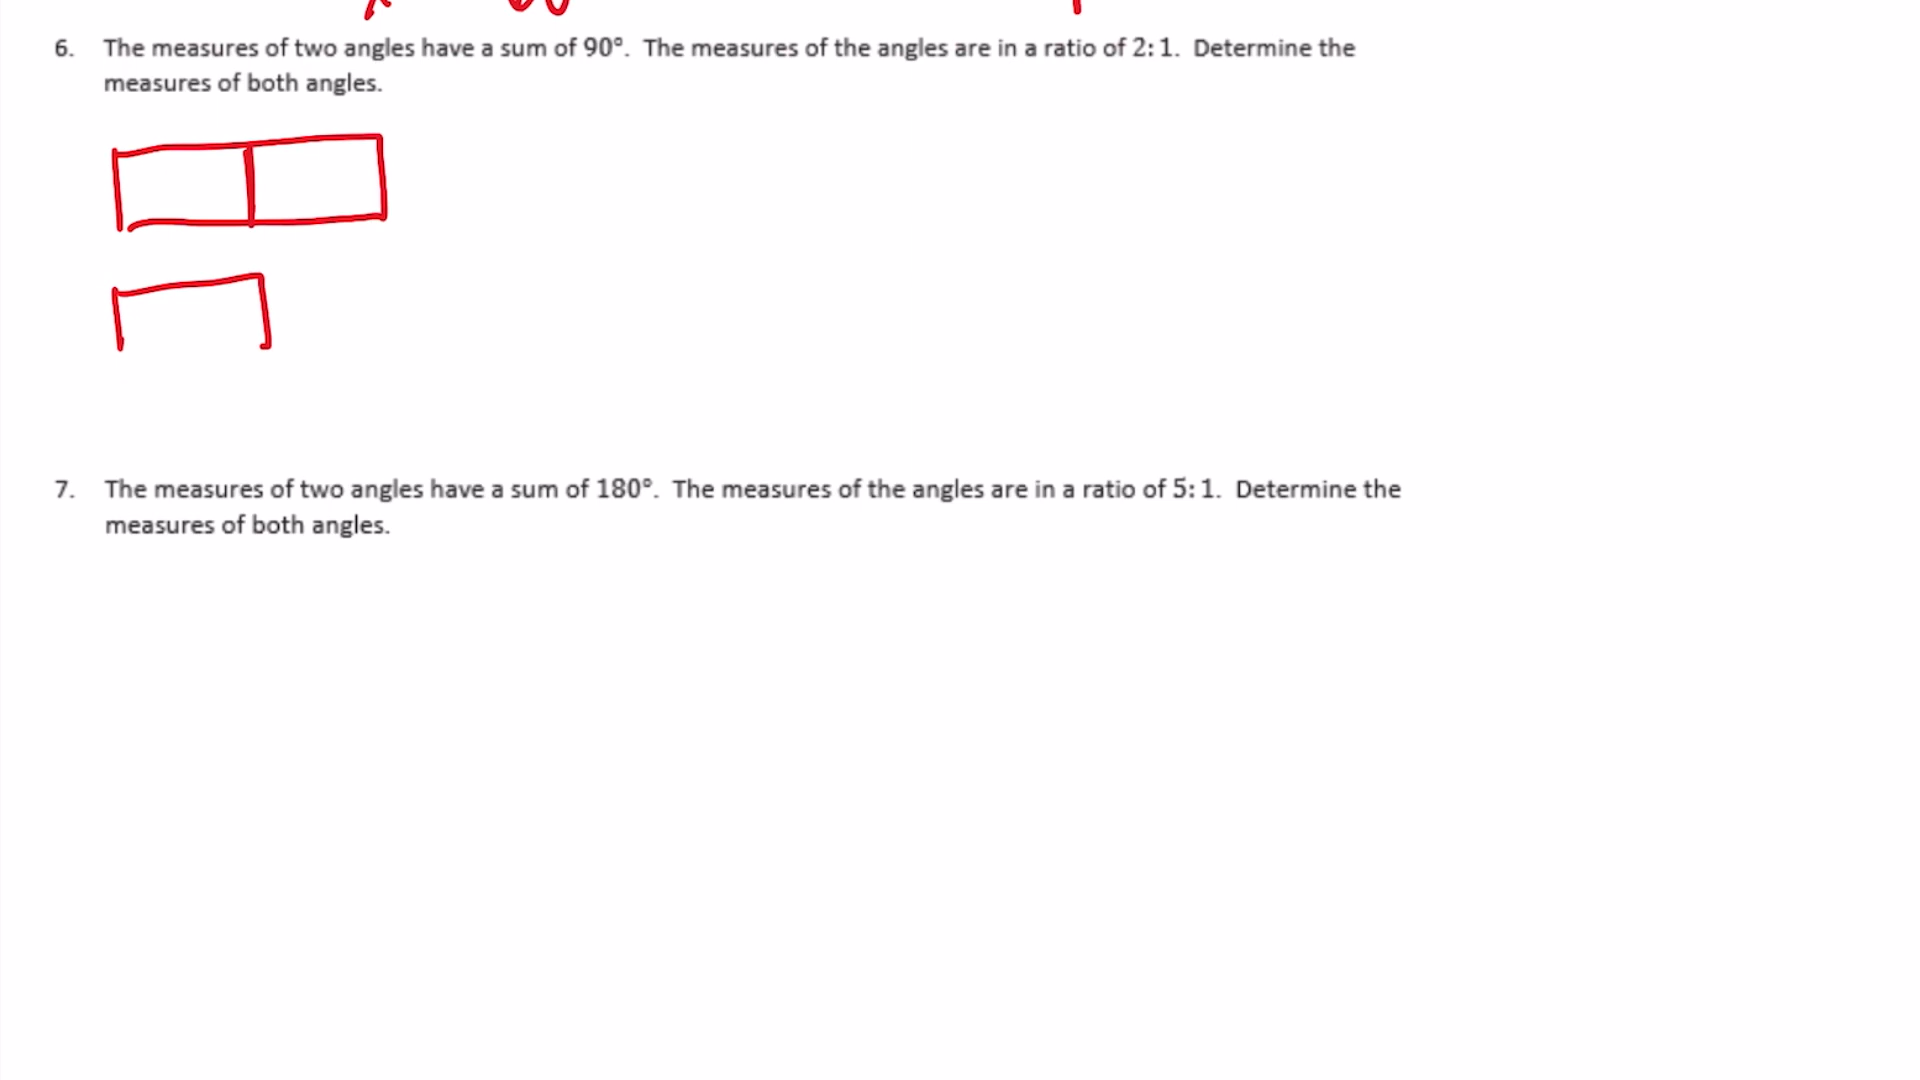 6. The measures of two angles have a sum of 90°. The measures of the angles are in a ratio of 2:1. Determine the
measures of both angles.
7. The measures of two angles have a sum of 180°. The measures of the angles are in a ratio of 5:1. Determine the
measures of both angles.